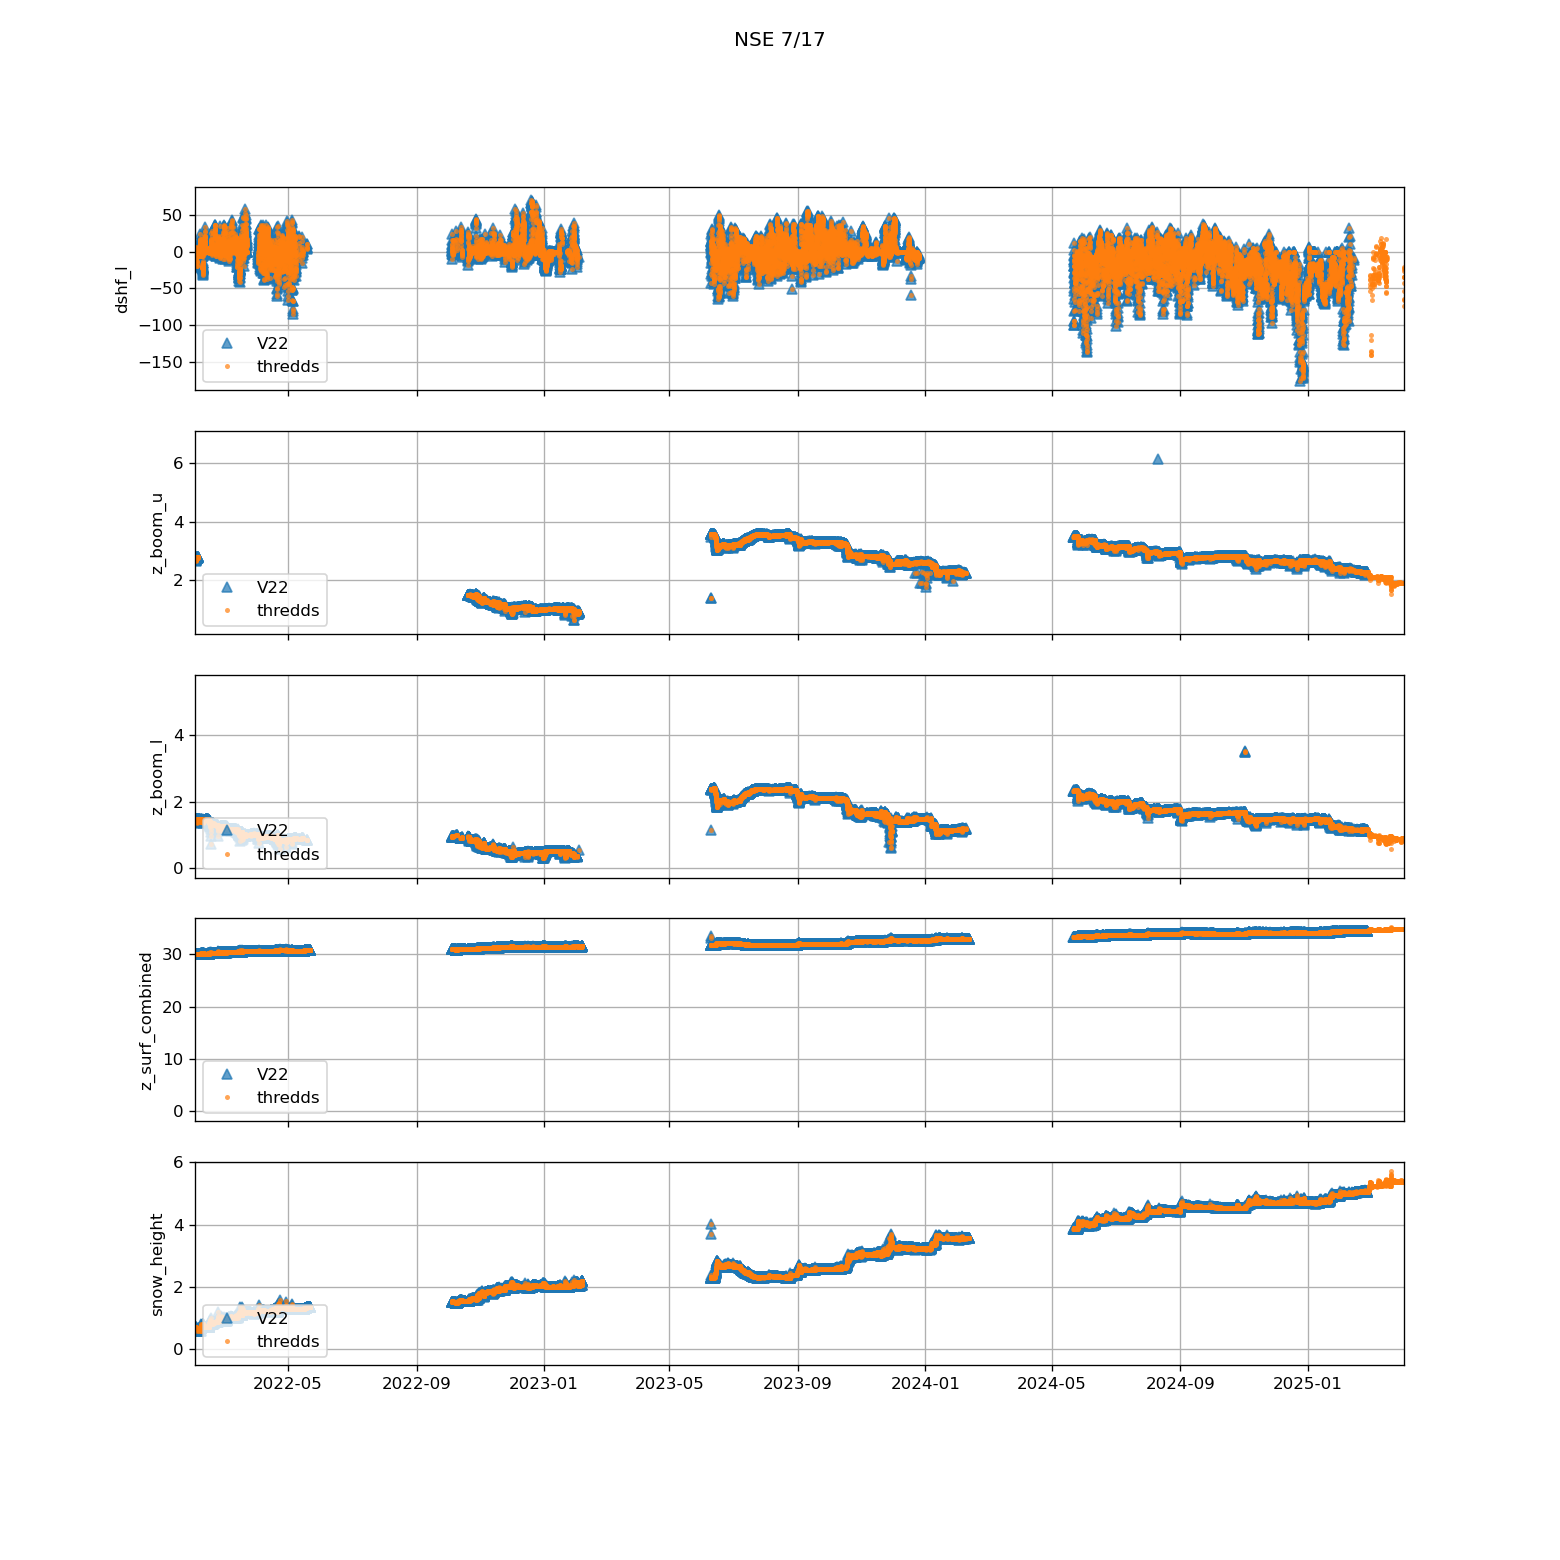 NSE 7/17
dshf_l
50
0
−50
−100
−150
V22
thredds
z_boom_u
6
4
2
V22
thredds
z_boom_l
4
2
0
V22
thredds
z_surf_combined
30
20
10
0
V22
thredds
snow_height
6
4
2
0
V22
thredds
2022-05 2022-09 2023-01 2023-05 2023-09 2024-01 2024-05 2024-09 2025-01